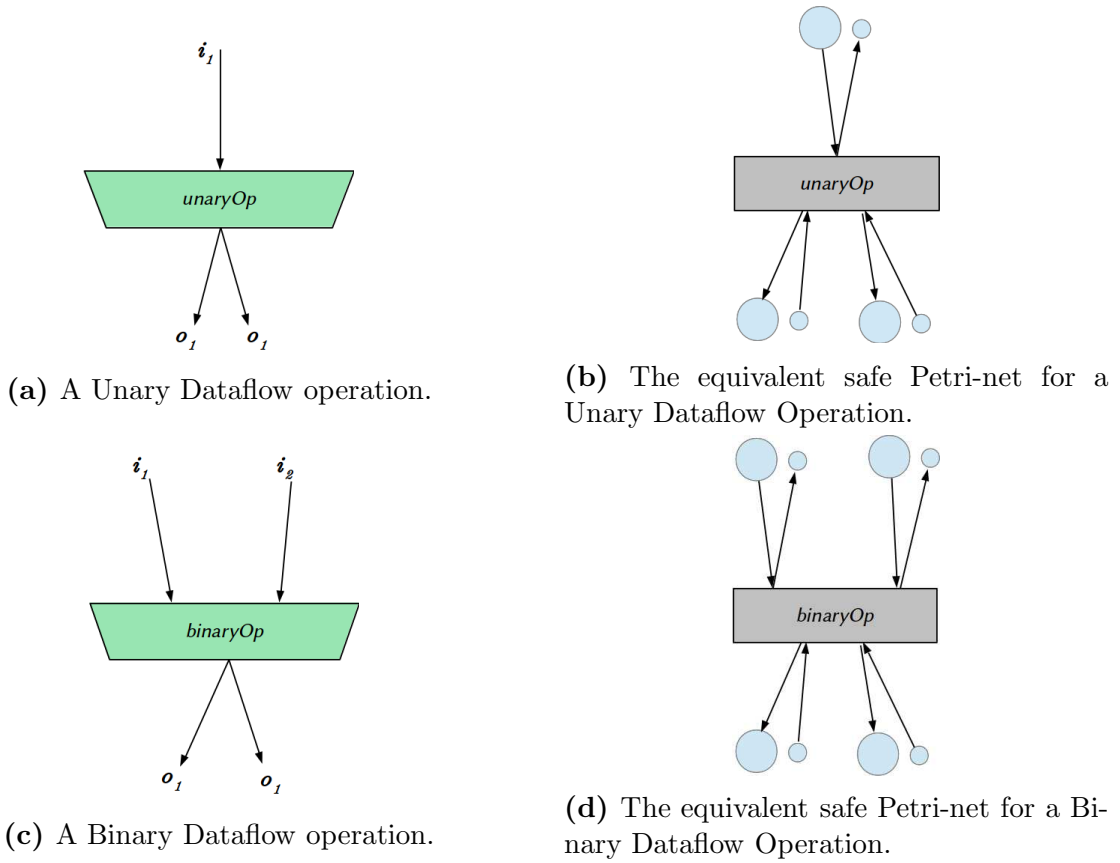 i₁
unaryOp
o₁ o₁
(a) A Unary Dataflow operation.
unaryOp
(b) The equivalent safe Petri-net for a
Unary Dataflow Operation.
i₁ i₂
binaryOp
o₁ o₁
(c) A Binary Dataflow operation.
binaryOp
(d) The equivalent safe Petri-net for a Bi-
nary Dataflow Operation.